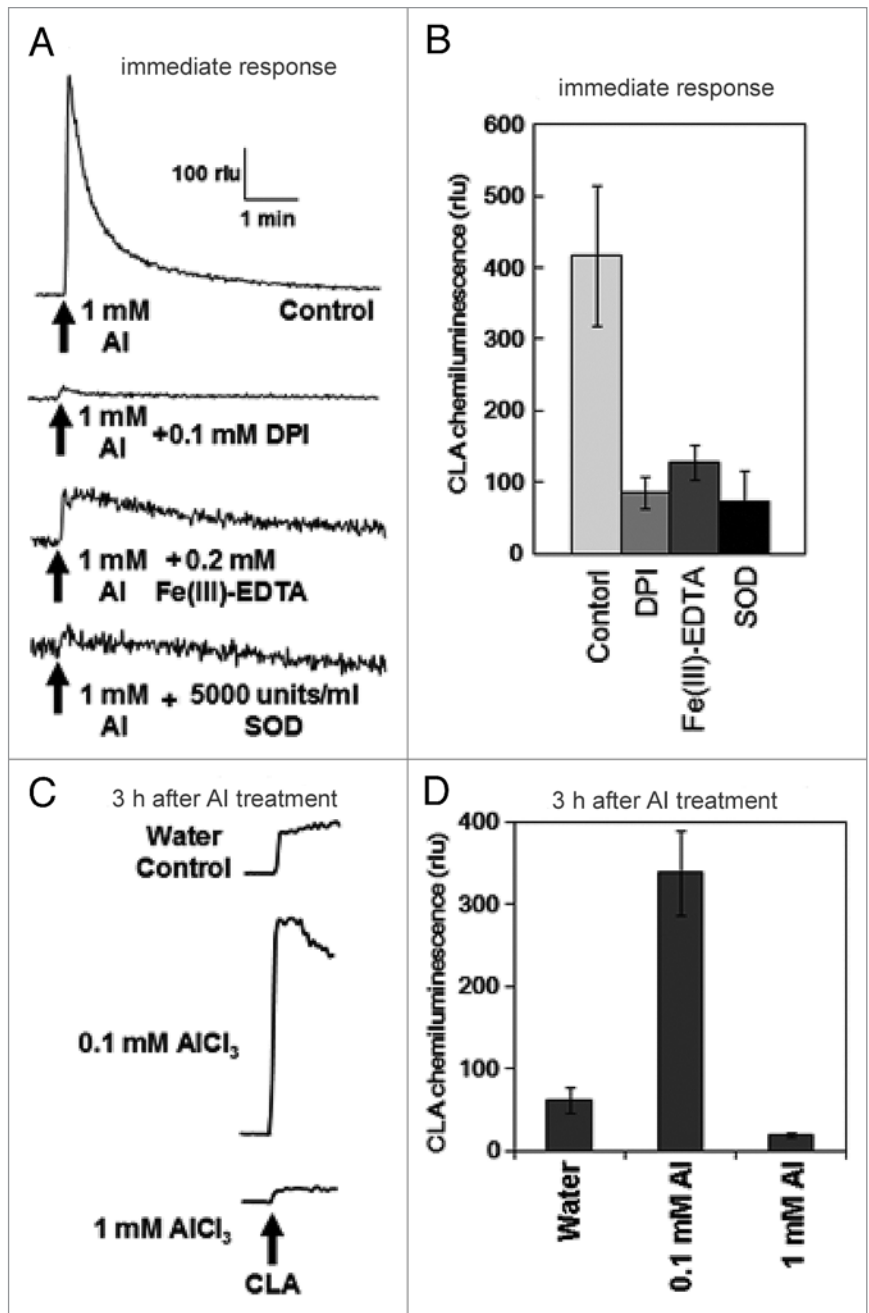 A
immediate response
100 rlu
1 min
1 mM
Al
Control
1 mM
Al
+0.1 mM DPI
1 mM
Al
+0.2 mM
Fe(III)-EDTA
1 mM
Al
+ 5000 units/ml
SOD
B
immediate response
CLA chemiluminescence (rlu)
600
500
400
300
200
100
0
Contorl
DPI
Fe(III)-EDTA
SOD
C
3 h after Al treatment
Water
Control
0.1 mM AlCl₃
1 mM AlCl₃
CLA
D
3 h after Al treatment
CLA chemiluminescence (rlu)
400
300
200
100
0
Water
0.1 mM Al
1 mM Al